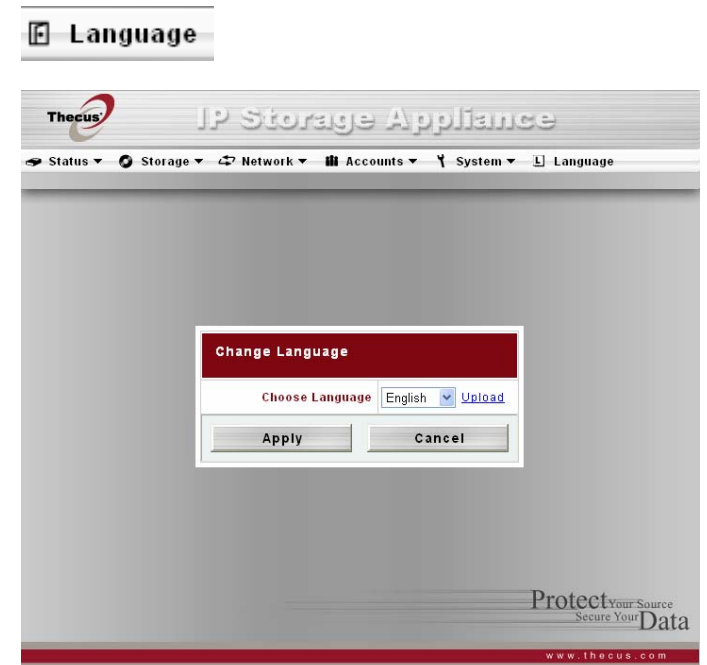 Language
Thecus
IP Storage Appliance
Status Storage Network Accounts System L Language
Change Language
Choose Language English Upload
Apply Cancel
Protect Your Source
Secure Your Data
www.thecus.com